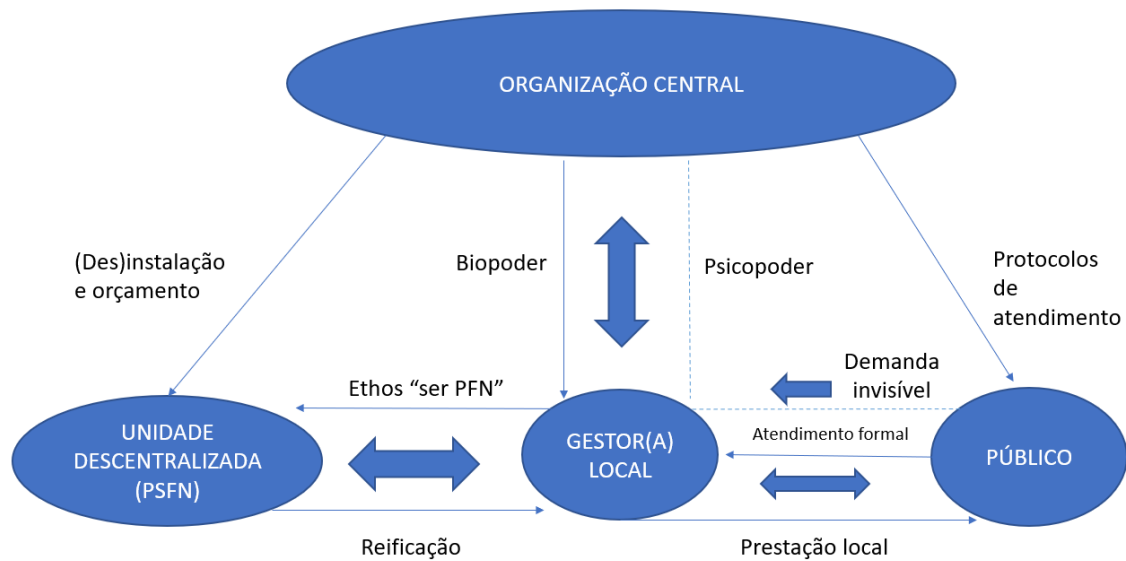 ORGANIZAÇÃO CENTRAL
(Des)instalação
e orçamento
Biopoder
Psicopoder
Protocolos
de
atendimento
Ethos “ser PFN”
Demanda
invisível
UNIDADE
DESCENTRALIZADA
(PSFN)
GESTOR(A)
LOCAL
Atendimento formal
PÚBLICO
Reificação
Prestação local